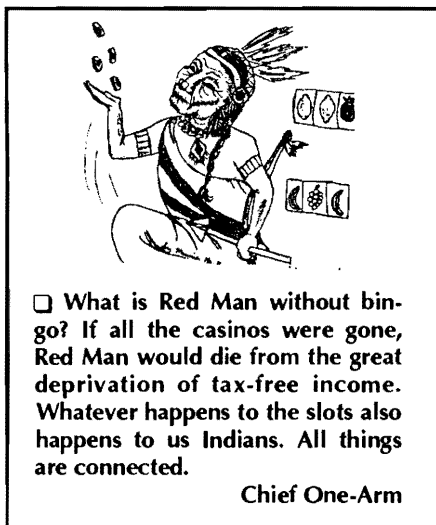 ❑ What is Red Man without bin-
go? If all the casinos were gone,
Red Man would die from the great
deprivation of tax-free income.
Whatever happens to the slots also
happens to us Indians. All things
are connected.
Chief One-Arm